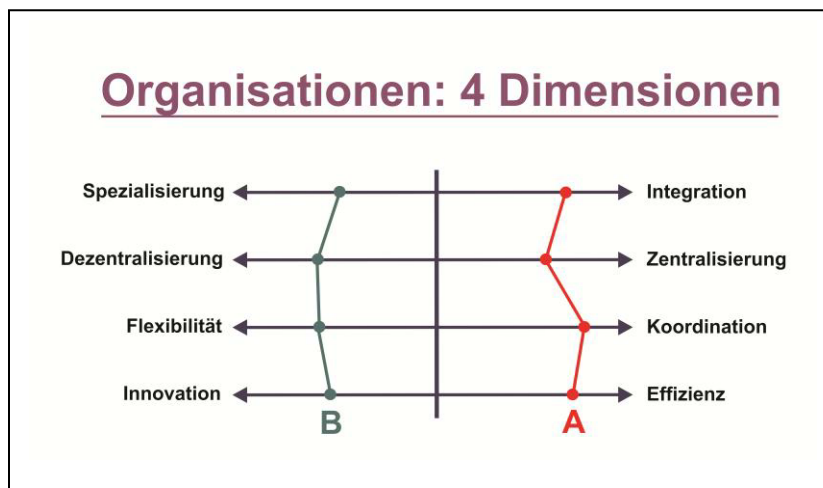 Organisationen: 4 Dimensionen
Spezialisierung Integration
Dezentralisierung Zentralisierung
Flexibilität Koordination
Innovation Effizienz
B A